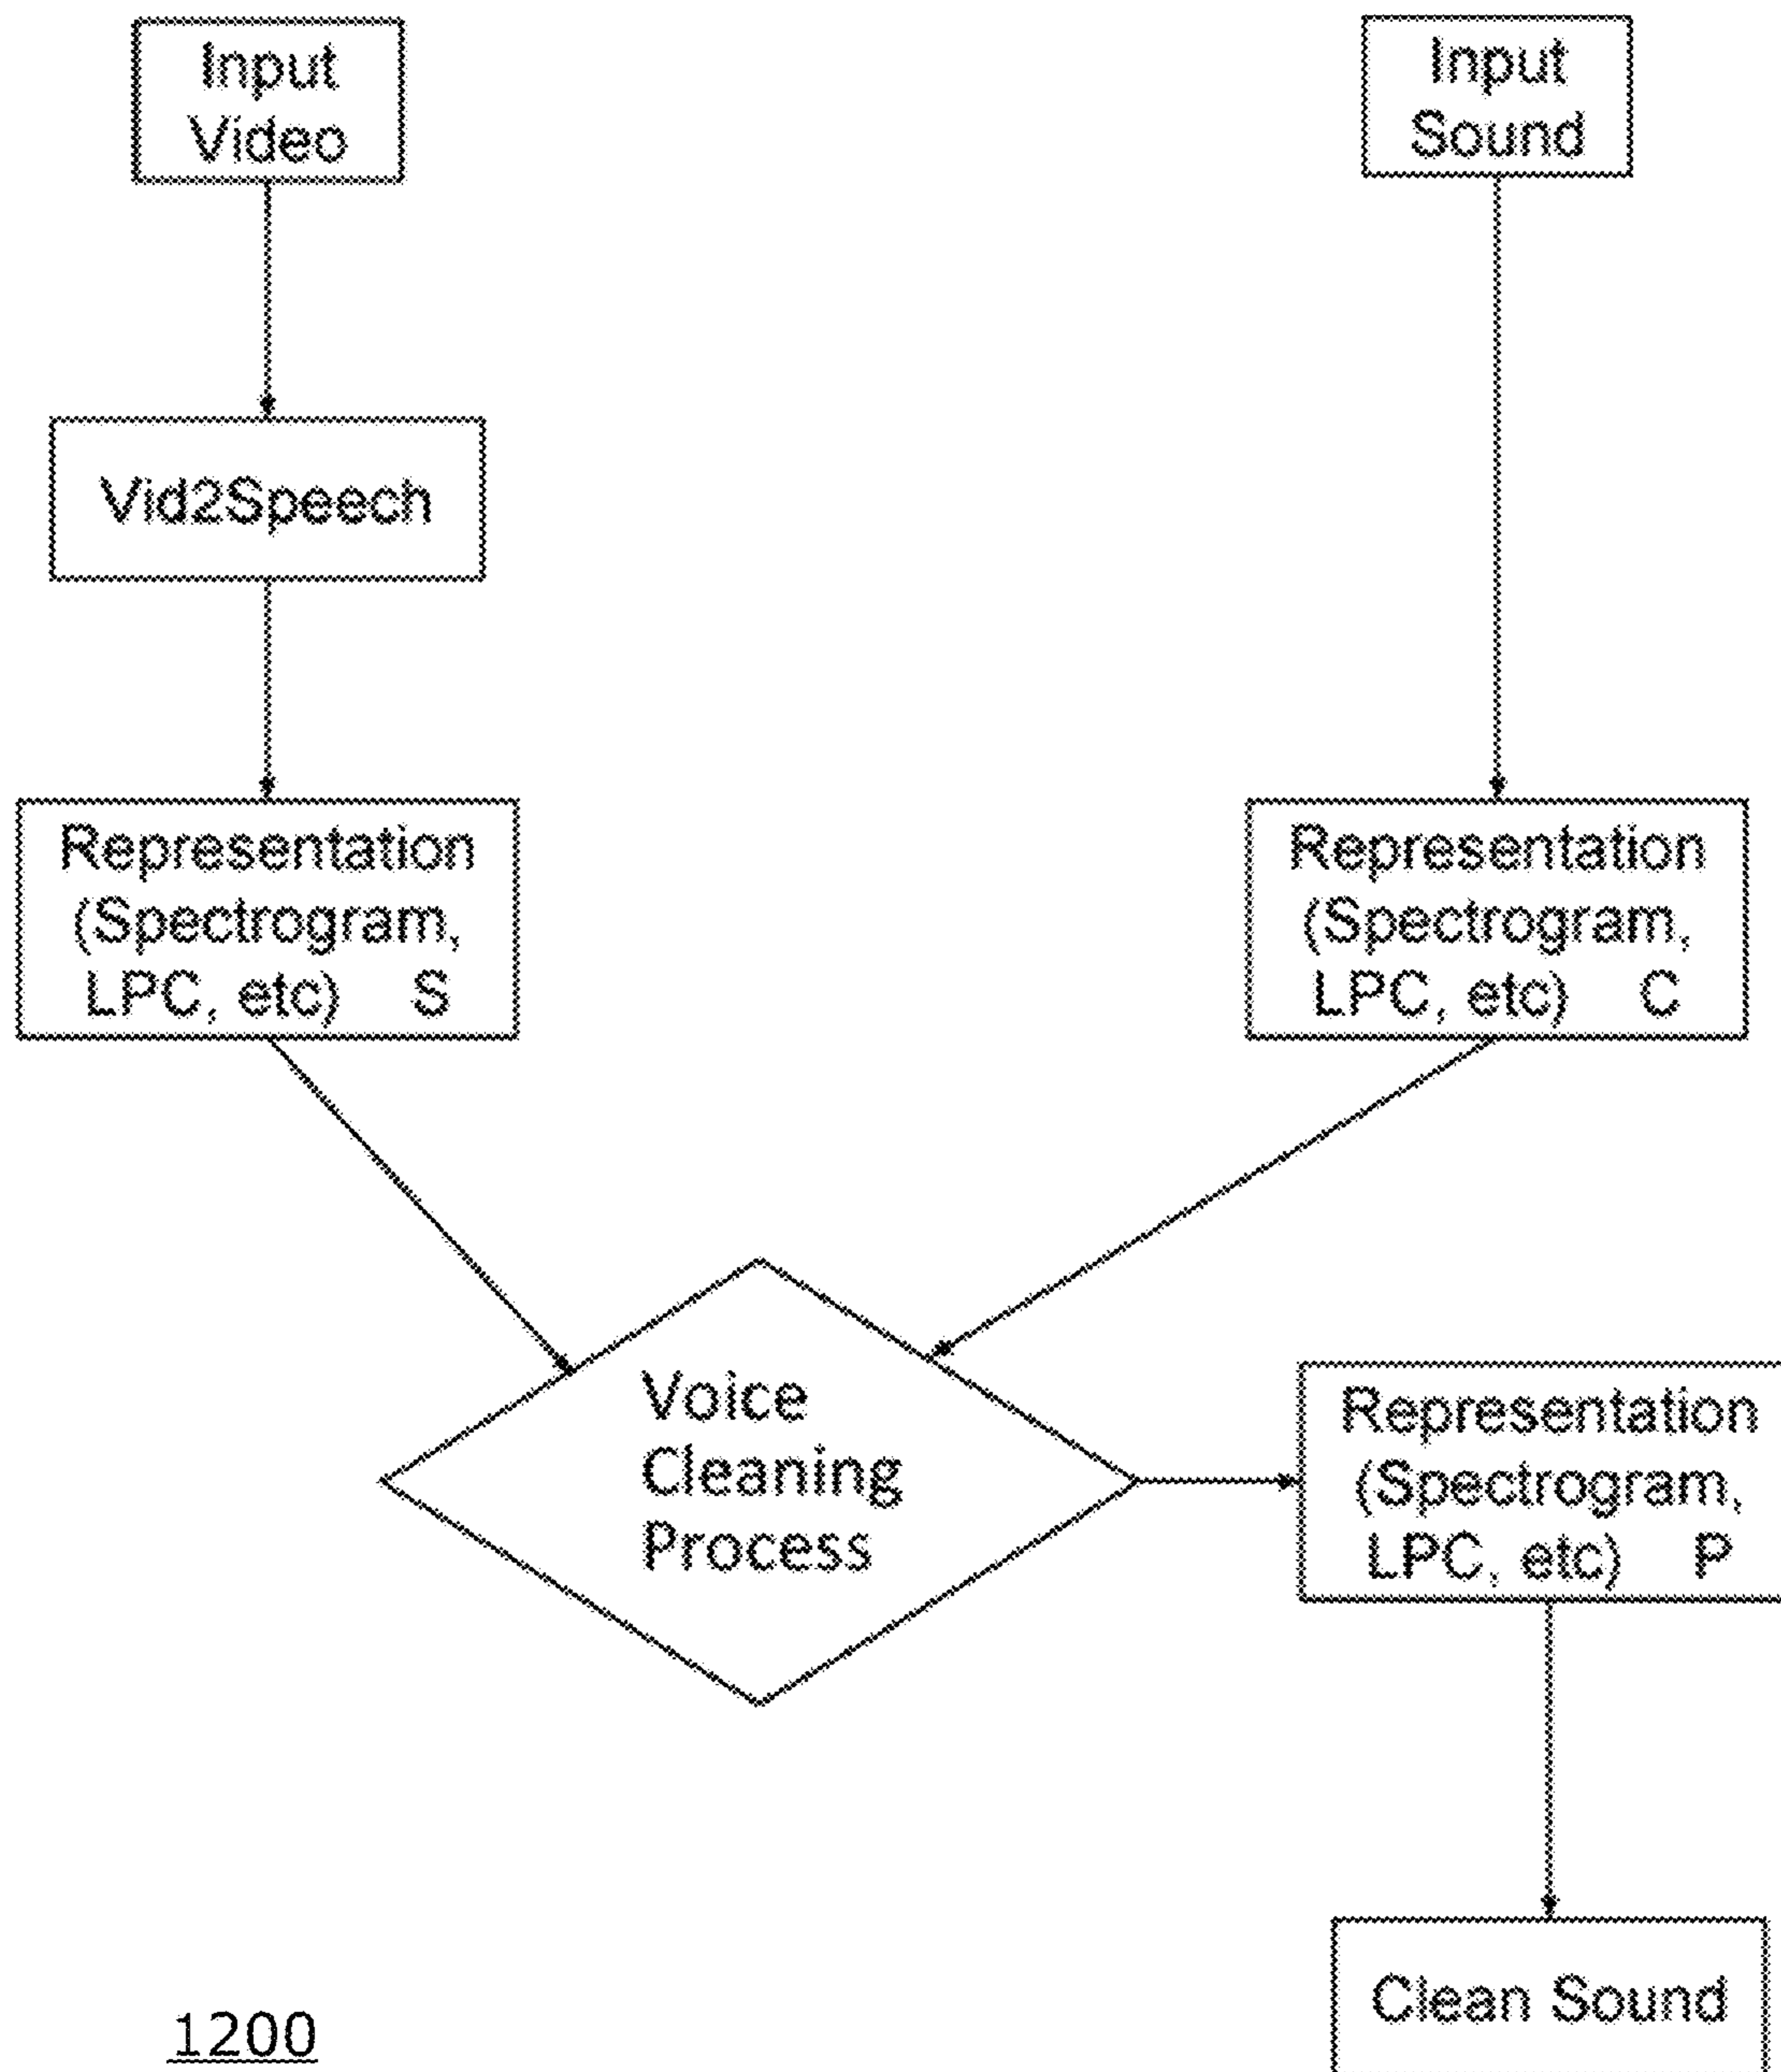 Input
Video
Input
Sound
Vid2Speech
Representation
(Spectrogram,
LPC, etc) S
Representation
(Spectrogram,
LPC, etc) C
Voice
Cleaning
Process
Representation
(Spectrogram,
LPC, etc) P
Clean Sound
1200